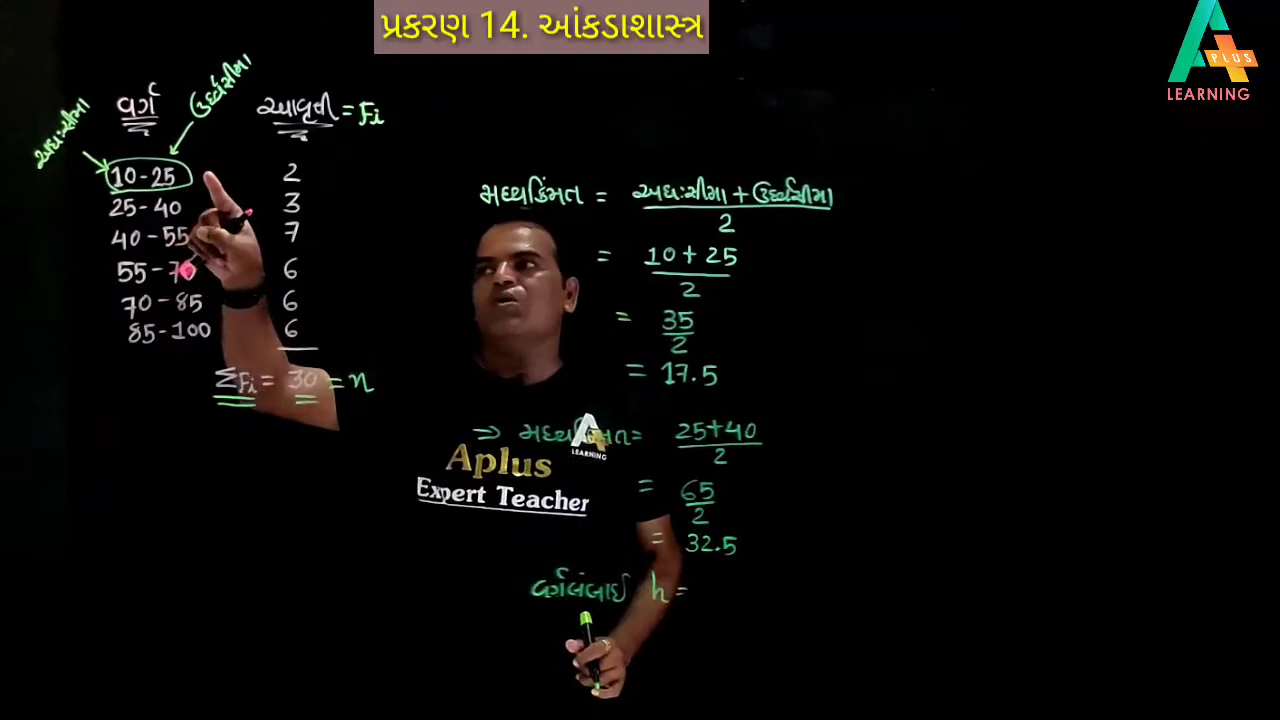 પ્રકરણ 14. આંકડાશાસ્ત્ર
A PLUS
LEARNING
અધ:સીમા
ઉર્ધ્વસીમા
વર્ગ
આવૃત્તી = Fi
10-25 2
25-40 3
40-55 7
55-70 6
70-85 6
85-100 6
ΣFi = 30 = n
મધ્યકિંમત = અધ:સીમા + ઉર્ધ્વસીમા
2
= 10+25
2
= 35
2
= 17.5
⇒ મધ્યકિંમત = 25+40
2
= 65
2
= 32.5
વર્ગલંબાઈ h =
LEARNING
Aplus
Expert Teacher